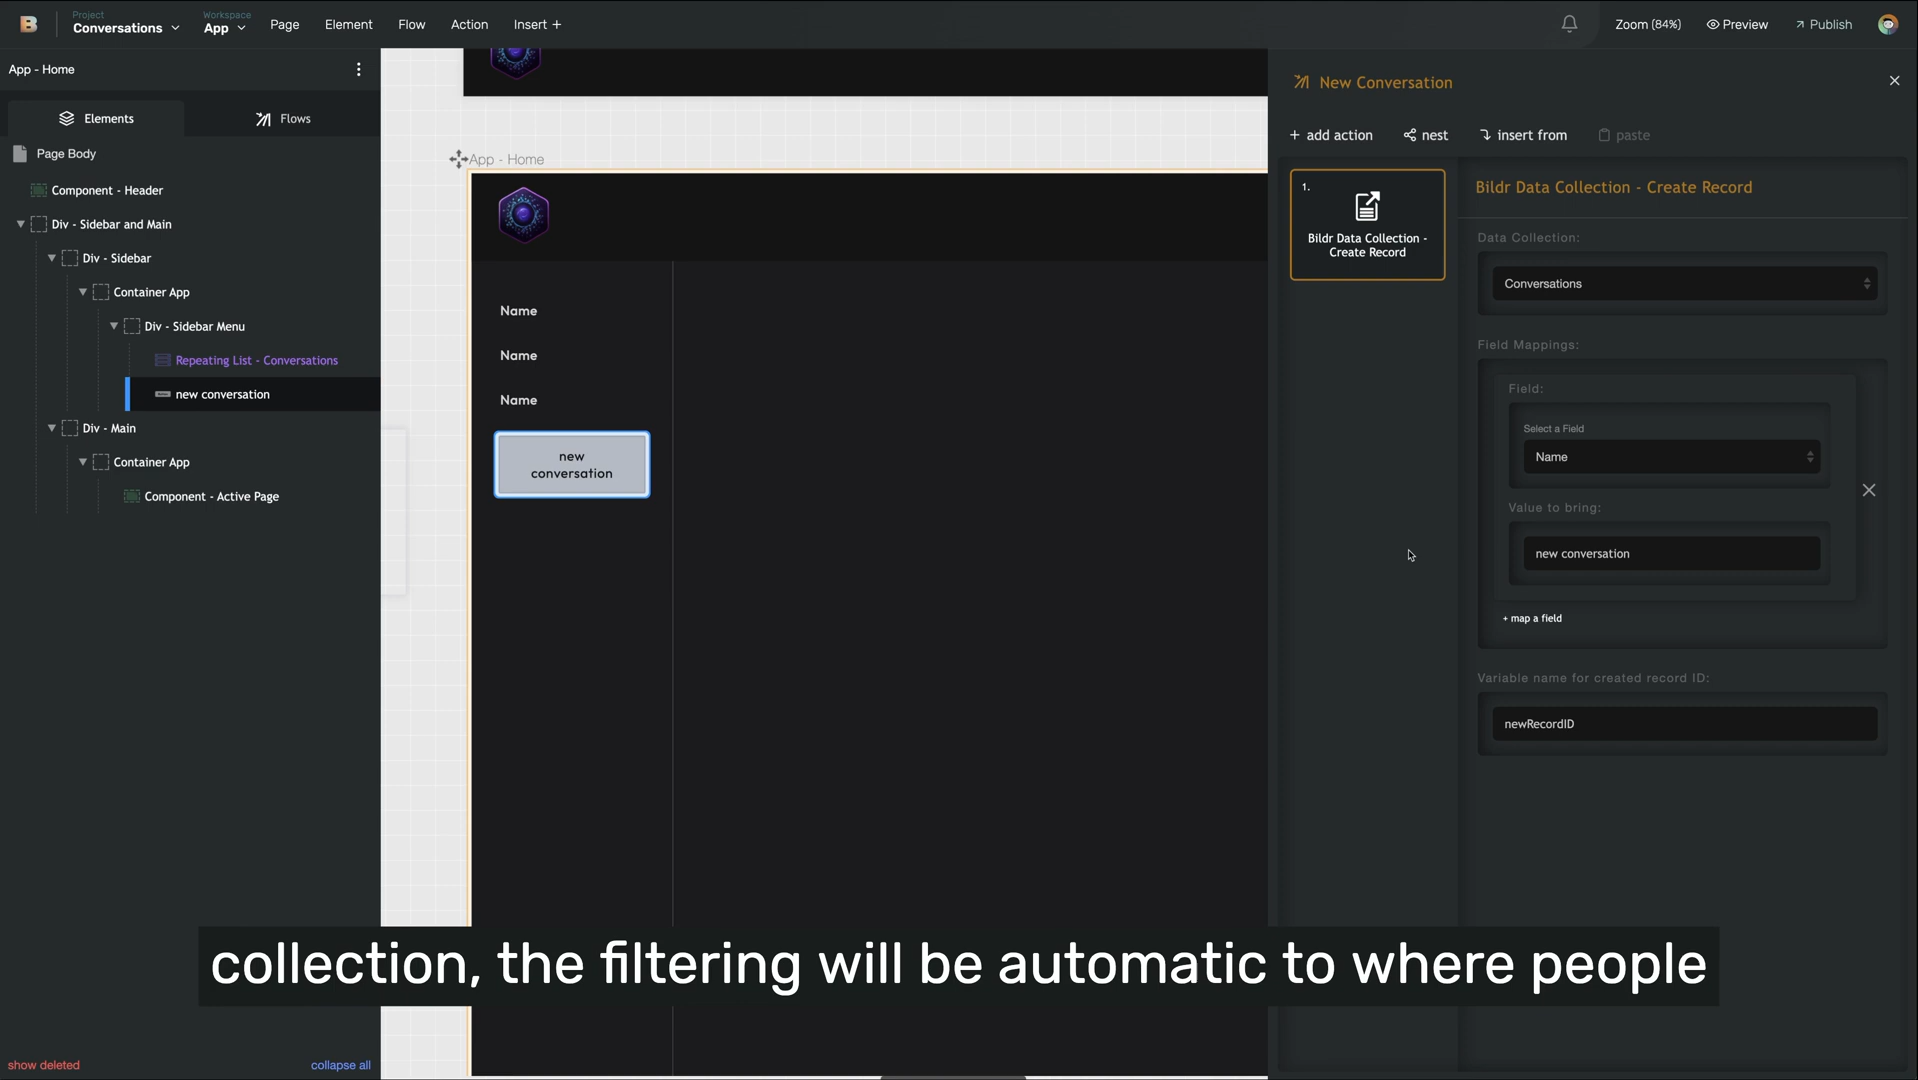 Project
Conversations
Workspace
App
Page
Element
Flow
Action
Insert +
Zoom (84%)
Preview
Publish
App - Home
Elements
Flows
Page Body
Component - Header
Div - Sidebar and Main
Div - Sidebar
Container App
Div - Sidebar Menu
Repeating List - Conversations
new conversation
Div - Main
Container App
Component - Active Page
show deleted
collapse all
App - Home
Name
Name
Name
new
conversation
New Conversation
+ add action
nest
insert from
paste
1.
Bildr Data Collection -
Create Record
Bildr Data Collection - Create Record
Data Collection:
Conversations
Field Mappings:
Field:
Select a Field
Name
Value to bring:
new conversation
+ map a field
Variable name for created record ID:
newRecordID
collection, the filtering will be automatic to where people